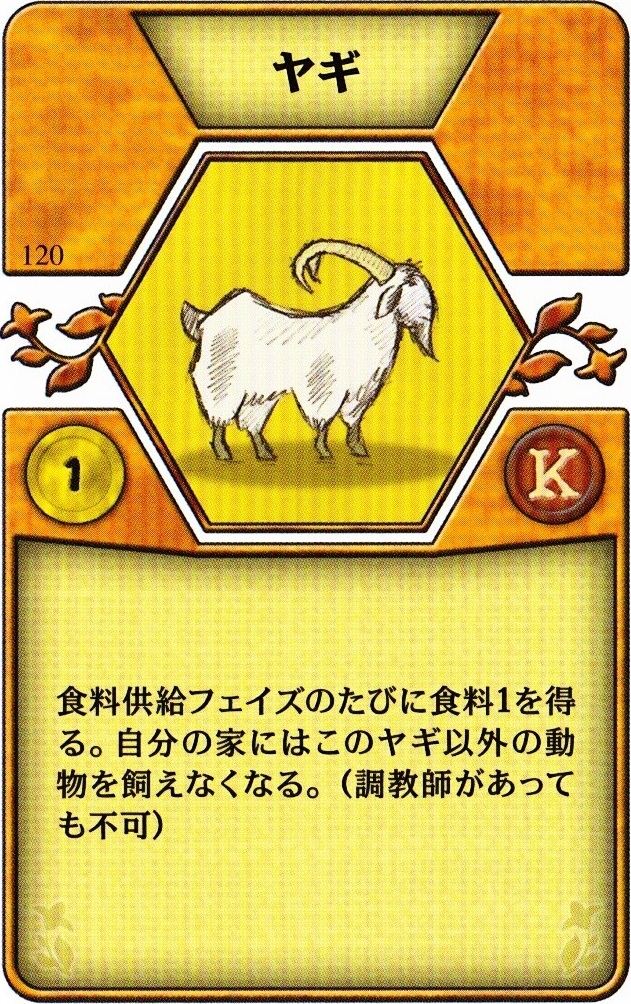 ヤギ
120
1
K
食料供給フェイズのたびに食料1を得
る。自分の家にはこのヤギ以外の動
物を飼えなくなる。（調教師があって
も不可）